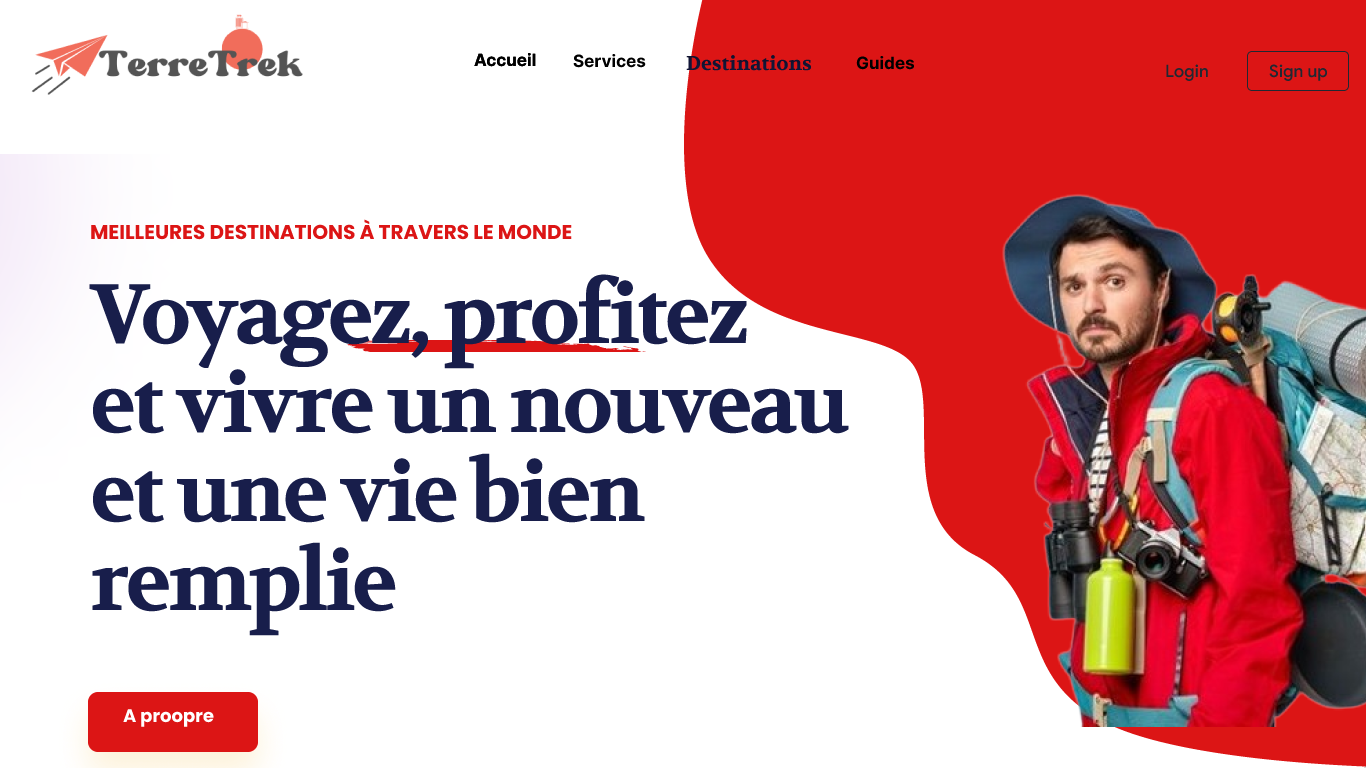 TerreTrek
Accueil Services Destinations Guides
Login Sign up
MEILLEURES DESTINATIONS À TRAVERS LE MONDE
Voyagez, profitez
et vivre un nouveau
et une vie bien
remplie
A proopre